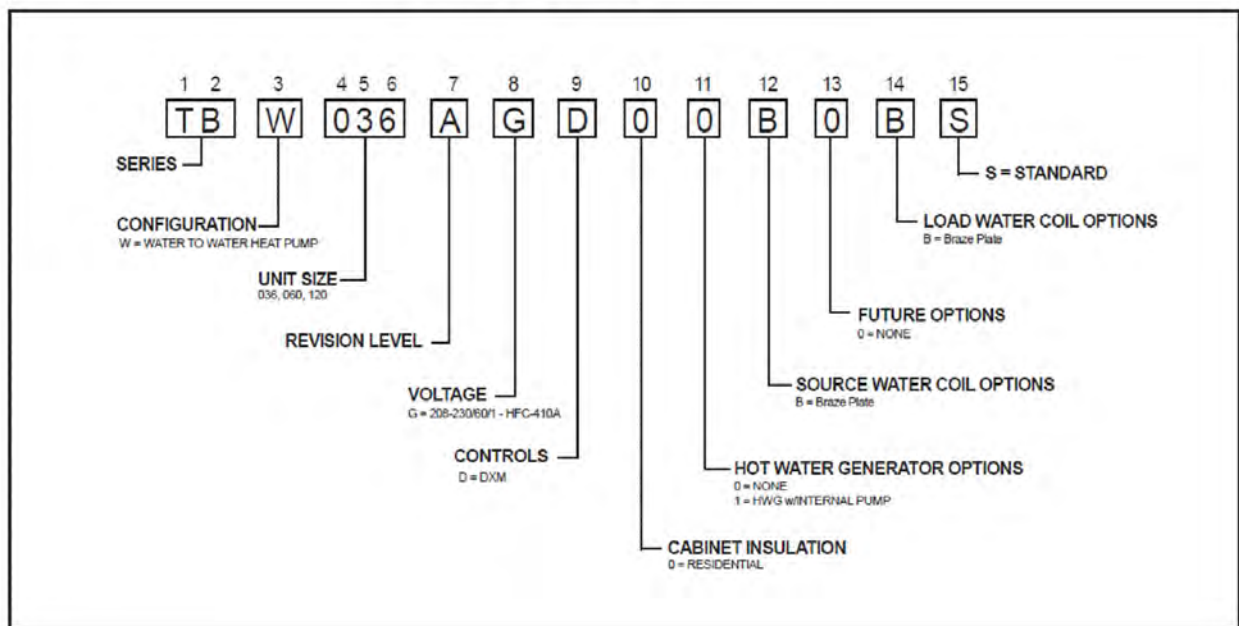 1 2 3 4 5 6 7 8 9 10 11 12 13 14 15
TB W 036 A G D 0 0 B 0 B S
SERIES
S = STANDARD
CONFIGURATION
W = WATER TO WATER HEAT PUMP
LOAD WATER COIL OPTIONS
B = Braze Plate
UNIT SIZE
036, 060, 120
FUTURE OPTIONS
0 = NONE
REVISION LEVEL
SOURCE WATER COIL OPTIONS
B = Braze Plate
VOLTAGE
G = 208-230/60/1 - HFC-410A
CONTROLS
D = DXM
HOT WATER GENERATOR OPTIONS
0 = NONE
1 = HWG w/INTERNAL PUMP
CABINET INSULATION
0 = RESIDENTIAL